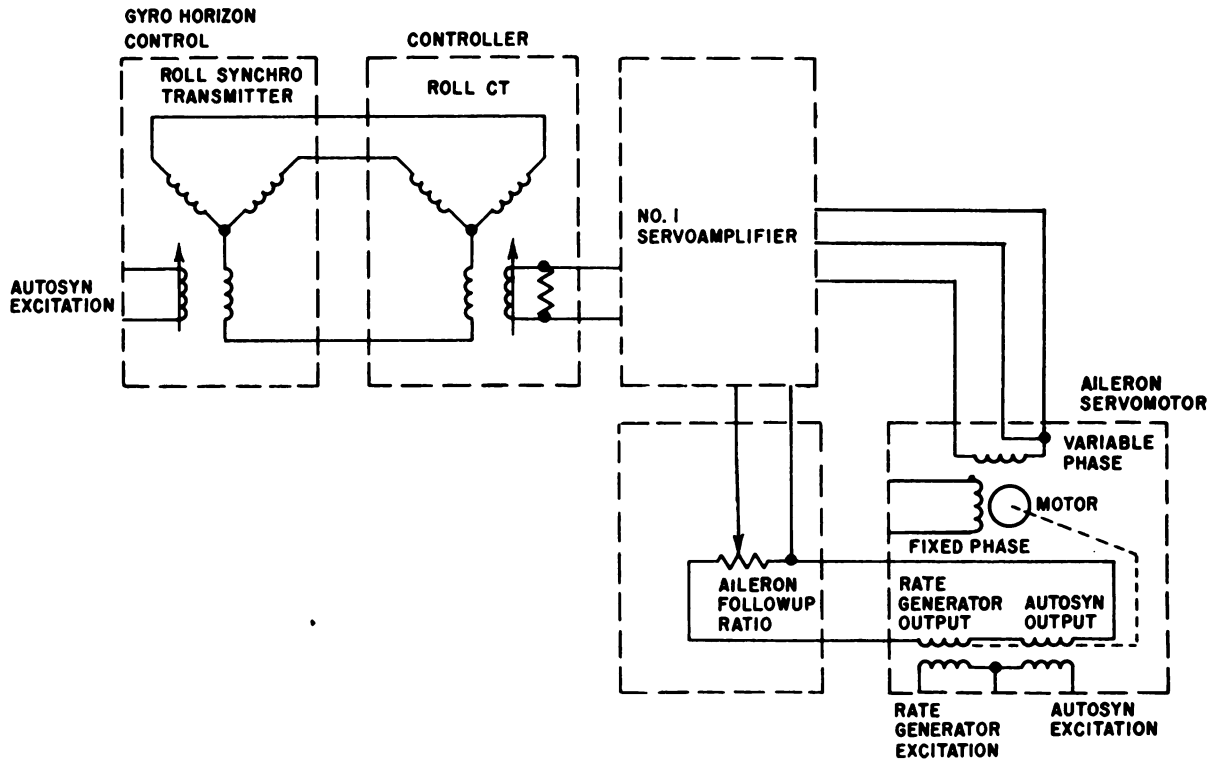 GYRO HORIZON
CONTROL
CONTROLLER
ROLL SYNCHRO
TRANSMITTER
ROLL CT
NO. 1
SERVOAMPLIFIER
AUTOSYN
EXCITATION
AILERON
SERVOMOTOR
VARIABLE
PHASE
MOTOR
FIXED PHASE
AILERON
FOLLOWUP
RATIO
RATE
GENERATOR
OUTPUT
AUTOSYN
OUTPUT
RATE
GENERATOR
EXCITATION
AUTOSYN
EXCITATION